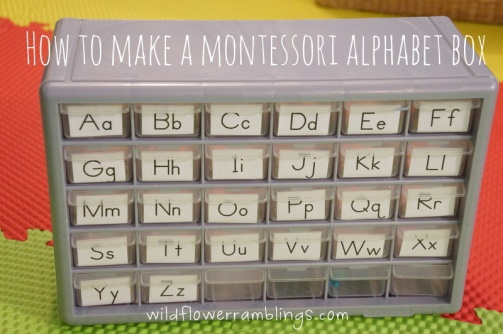 HOW TO MAKE A MONTESSORI ALPHABET BOX
Aa Bb Cc Dd Ee Ff
Gg Hh Ii Jj Kk Ll
Mm Nn Oo Pp Qq Rr
Ss Tt Uu Vv Ww Xx
Yy Zz
wildflowerramblings.com